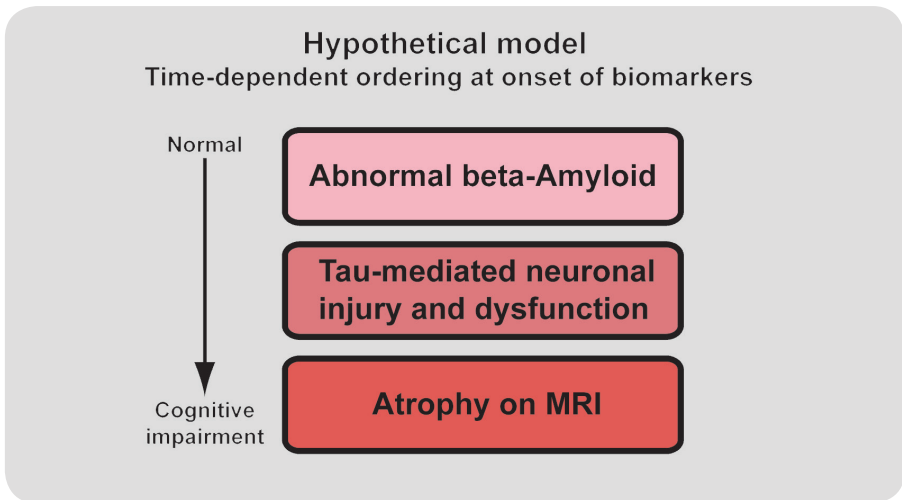 Hypothetical model
Time-dependent ordering at onset of biomarkers
Normal
Abnormal beta-Amyloid
Tau-mediated neuronal
injury and dysfunction
Atrophy on MRI
Cognitive
impairment